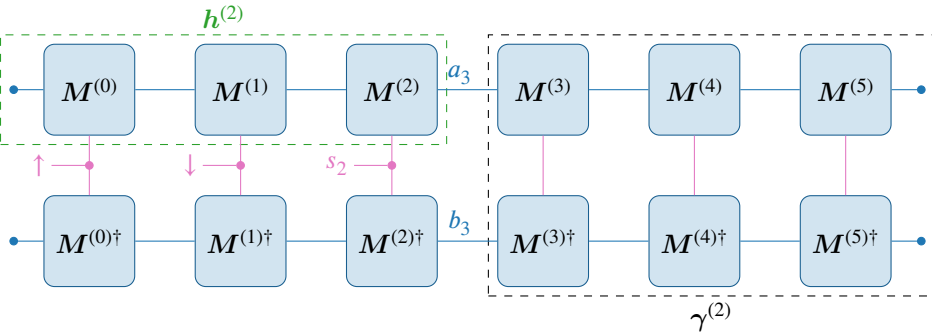 h^(2)
M^(0) M^(1) M^(2) a_3 M^(3) M^(4) M^(5)
↑ ↓ s_2
M^(0)† M^(1)† M^(2)† b_3 M^(3)† M^(4)† M^(5)†
γ^(2)